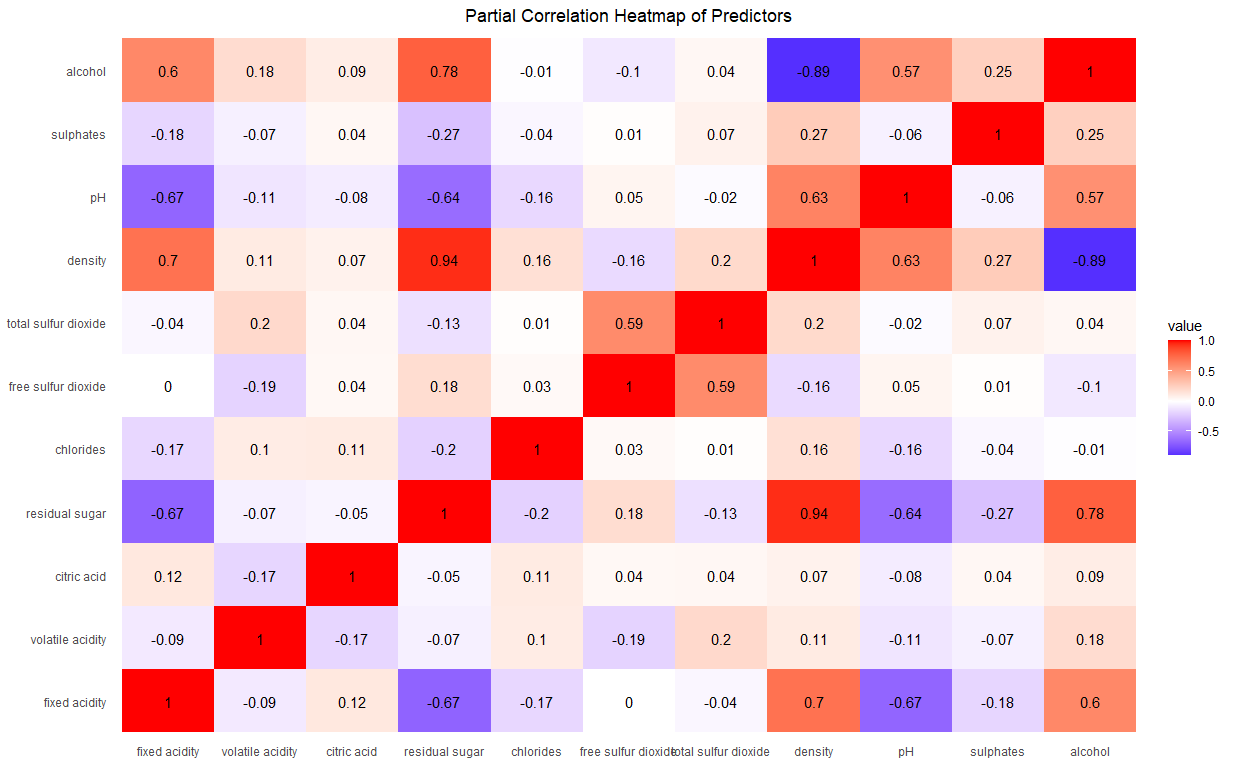 Partial Correlation Heatmap of Predictors
alcohol 0.6 0.18 0.09 0.78 -0.01 -0.1 0.04 -0.89 0.57 0.25 1
sulphates -0.18 -0.07 0.04 -0.27 -0.04 0.01 0.07 0.27 -0.06 1 0.25
pH -0.67 -0.11 -0.08 -0.64 -0.16 0.05 -0.02 0.63 1 -0.06 0.57
density 0.7 0.11 0.07 0.94 0.16 -0.16 0.2 1 0.63 0.27 -0.89
total sulfur dioxide -0.04 0.2 0.04 -0.13 0.01 0.59 1 0.2 -0.02 0.07 0.04
free sulfur dioxide 0 -0.19 0.04 0.18 0.03 1 0.59 -0.16 0.05 0.01 -0.1
chlorides -0.17 0.1 0.11 -0.2 1 0.03 0.01 0.16 -0.16 -0.04 -0.01
residual sugar -0.67 -0.07 -0.05 1 -0.2 0.18 -0.13 0.94 -0.64 -0.27 0.78
citric acid 0.12 -0.17 1 -0.05 0.11 0.04 0.04 0.07 -0.08 0.04 0.09
volatile acidity -0.09 1 -0.17 -0.07 0.1 -0.19 0.2 0.11 -0.11 -0.07 0.18
fixed acidity 1 -0.09 0.12 -0.67 -0.17 0 -0.04 0.7 -0.67 -0.18 0.6
fixed acidity volatile acidity citric acid residual sugar chlorides free sulfur dioxide total sulfur dioxide density pH sulphates alcohol
value
1.0
0.5
0.0
-0.5